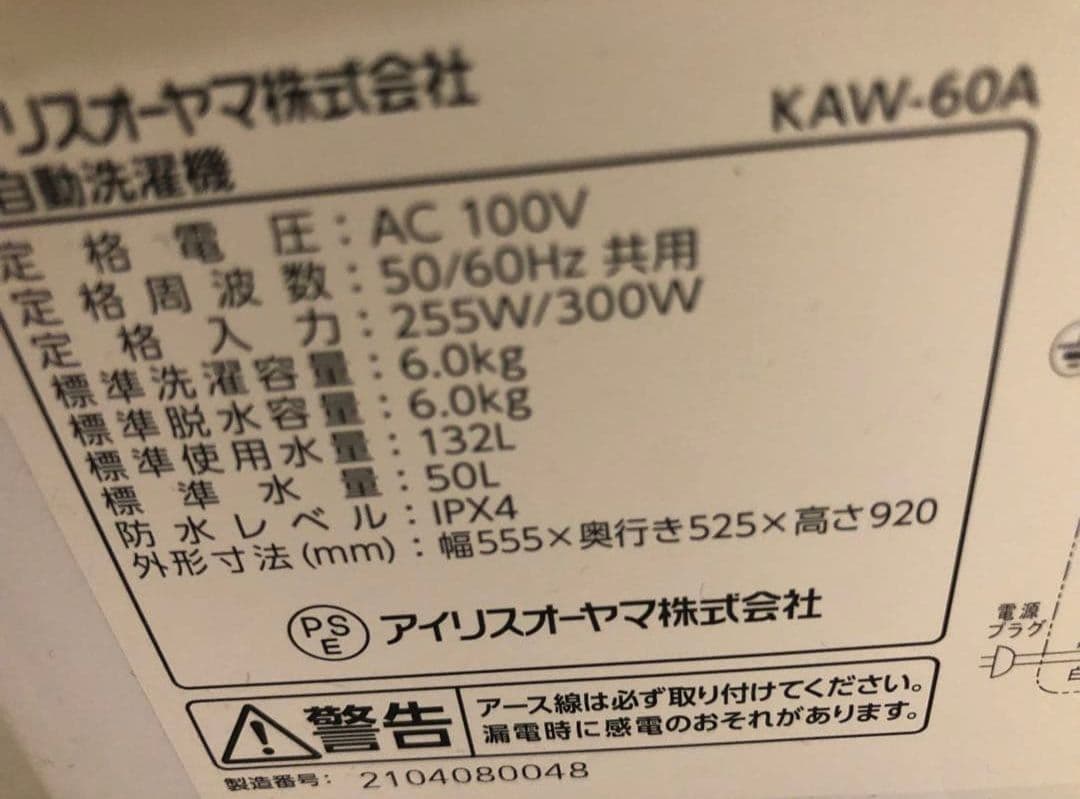 リスオーヤマ株式会社
KAW-60A
自動洗濯機
定格電圧：AC 100V
定格周波数：50/60Hz 共用
定格入力：255W/300W
標準洗濯容量：6.0kg
標準脱水容量：6.0kg
標準使用水量：132L
標準水量：50L
防水レベル：IPX4
外形寸法(mm)：幅555×奥行き525×高さ920
PSE アイリスオーヤマ株式会社
警告
アース線は必ず取り付けてください。
漏電時に感電のおそれがあります。
製造番号： 2104080048
電源
プラグ